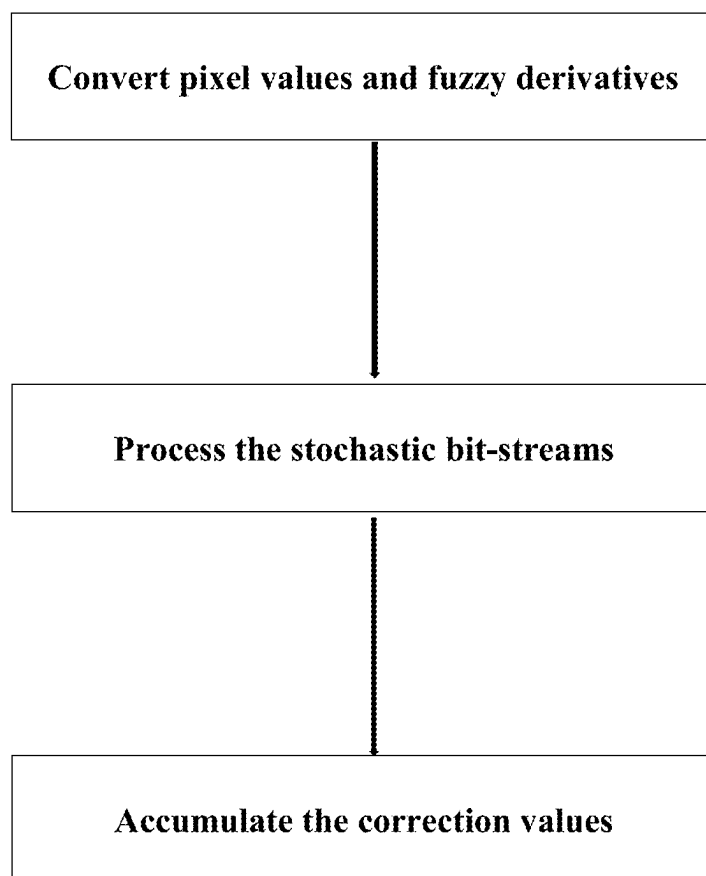 Convert pixel values and fuzzy derivatives
Process the stochastic bit-streams
Accumulate the correction values